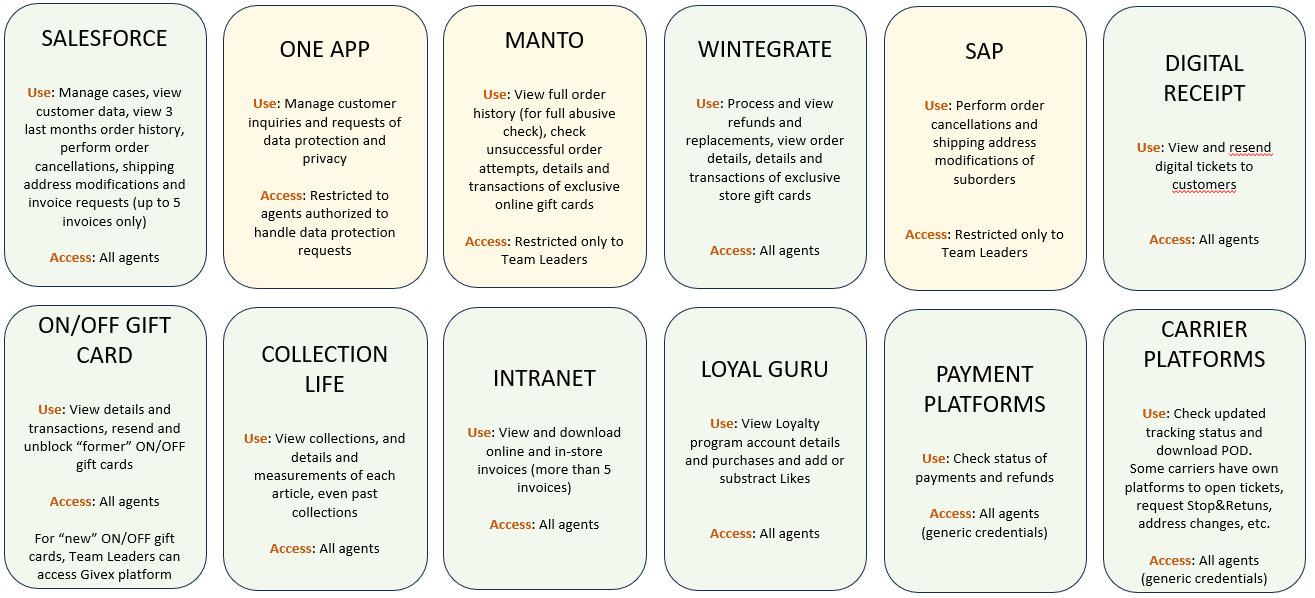 SALESFORCE
Use: Manage cases, view
customer data, view 3
last months order history,
perform order
cancellations, shipping
address modifications and
invoice requests (up to 5
invoices only)
Access: All agents
ONE APP
Use: Manage customer
inquiries and requests of
data protection and
privacy
Access: Restricted to
agents authorized to
handle data protection
requests
MANTO
Use: View full order
history (for full abusive
check), check
unsuccessful order
attempts, details and
transactions of exclusive
online gift cards
Access: Restricted only to
Team Leaders
WINTEGRATE
Use: Process and view
refunds and
replacements, view order
details, details and
transactions of exclusive
store gift cards
Access: All agents
SAP
Use: Perform order
cancellations and
shipping address
modifications of
suborders
Access: Restricted only to
Team Leaders
DIGITAL
RECEIPT
Use: View and resend
digital tickets to
customers
Access: All agents
ON/OFF GIFT
CARD
Use: View details and
transactions, resend and
unblock “former” ON/OFF
gift cards
Access: All agents
For “new” ON/OFF gift
cards, Team Leaders can
access Givex platform
COLLECTION
LIFE
Use: View collections, and
details and
measurements of each
article, even past
collections
Access: All agents
INTRANET
Use: View and download
online and in-store
invoices (more than 5
invoices)
Access: All agents
LOYAL GURU
Use: View Loyalty
program account details
and purchases and add or
substract Likes
Access: All agents
PAYMENT
PLATFORMS
Use: Check status of
payments and refunds
Access: All agents
(generic credentials)
CARRIER
PLATFORMS
Use: Check updated
tracking status and
download POD.
Some carriers have own
platforms to open tickets,
request Stop&Retuns,
address changes, etc.
Access: All agents
(generic credentials)